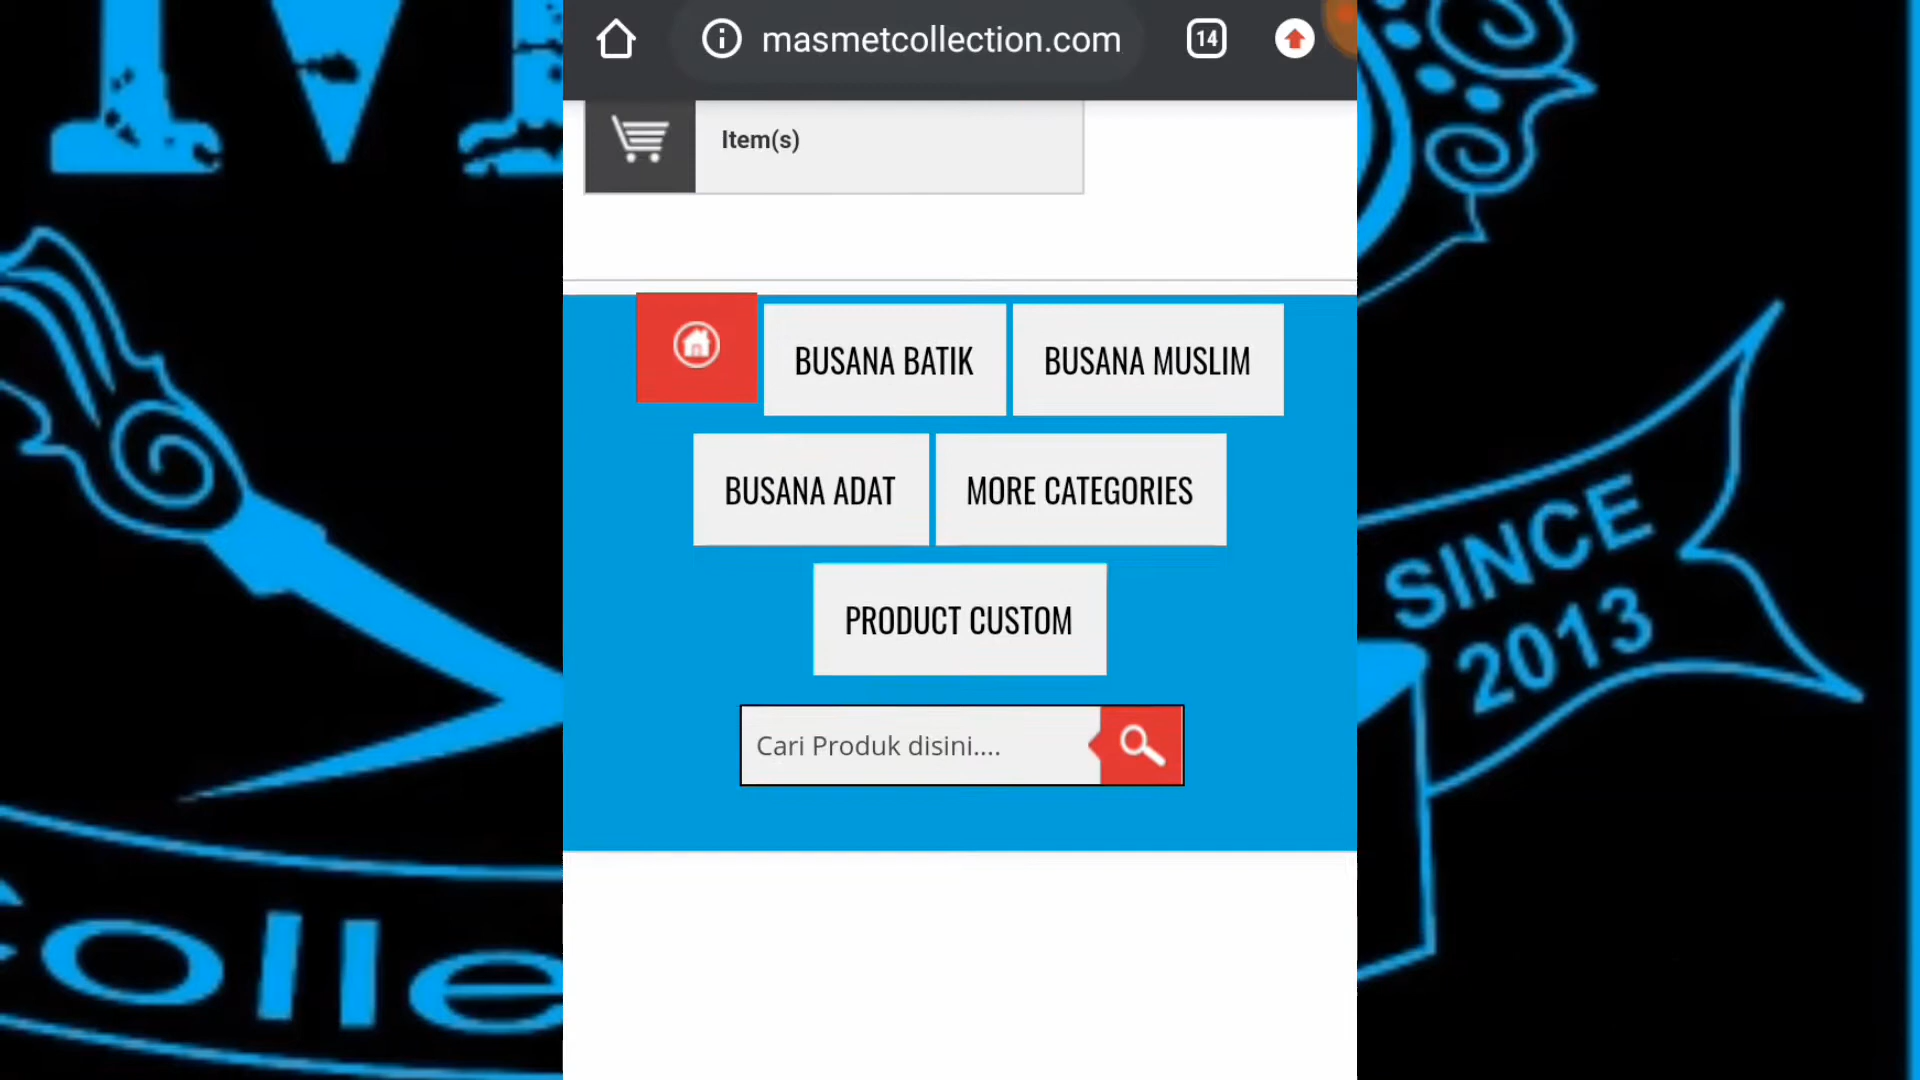 masmetcollection.com
14
Item(s)
BUSANA BATIK
BUSANA MUSLIM
BUSANA ADAT
MORE CATEGORIES
PRODUCT CUSTOM
Cari Produk disini....
SINCE
2013
Colle